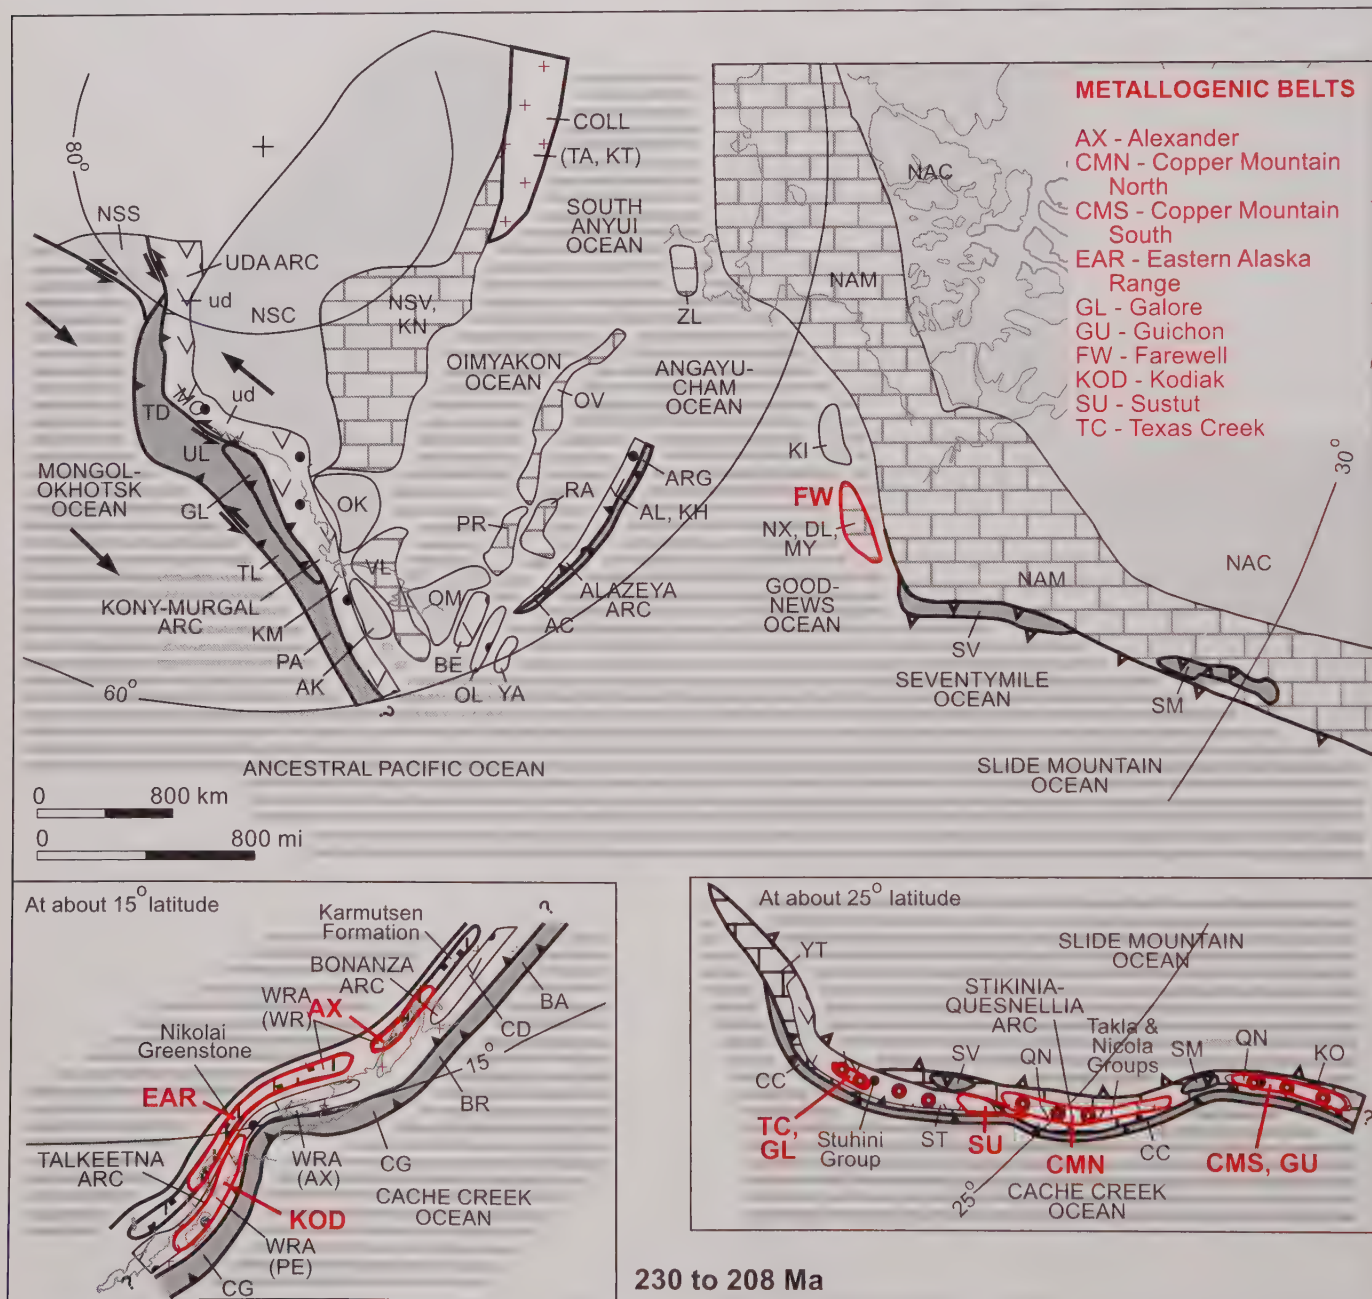 METALLOGENIC BELTS
AX - Alexander
CMN - Copper Mountain
North
CMS - Copper Mountain
South
EAR - Eastern Alaska
Range
GL - Galore
GU - Guichon
FW - Farewell
KOD - Kodiak
SU - Sustut
TC - Texas Creek
80°
NSS
UDA ARC
ud
NSC
COLL
(TA, KT)
SOUTH
ANYUI
OCEAN
NSV,
KN
ZL
NAC
NAM
OIMYAKON
OCEAN
OV
ANGAYU-
CHAM
OCEAN
MO
ud
TD
UL
MONGOL-
OKHOTSK
OCEAN
GL
OK
RA
PR
ARG
AL, KH
KI
FW
NX, DL,
MY
30°
TL
VL
KONY-MURGAL
ARC
KM
QM
ALAZEYA
ARC
AC
GOOD-
NEWS
OCEAN
NAM
NAC
PA
AK
BE
OL
YA
60°
?
SV
SEVENTYMILE
OCEAN
SM
ANCESTRAL PACIFIC OCEAN
SLIDE MOUNTAIN
OCEAN
0 800 km
0 800 mi
At about 15° latitude
Karmutsen
Formation
?
BONANZA
ARC
WRA
(WR)
AX
BA
CD
Nikolai
Greenstone
15°
EAR
BR
TALKEETNA
ARC
WRA
(AX)
CG
CACHE CREEK
OCEAN
KOD
WRA
(PE)
?
CG
At about 25° latitude
YT
SLIDE MOUNTAIN
OCEAN
STIKINIA-
QUESNELLIA
ARC
Takla &
Nicola
Groups
CC
SV
QN
SM
QN
KO
TC,
GL
Stuhini
Group
ST
SU
CMN
CC
CMS, GU
?
25°
CACHE CREEK
OCEAN
230 to 208 Ma